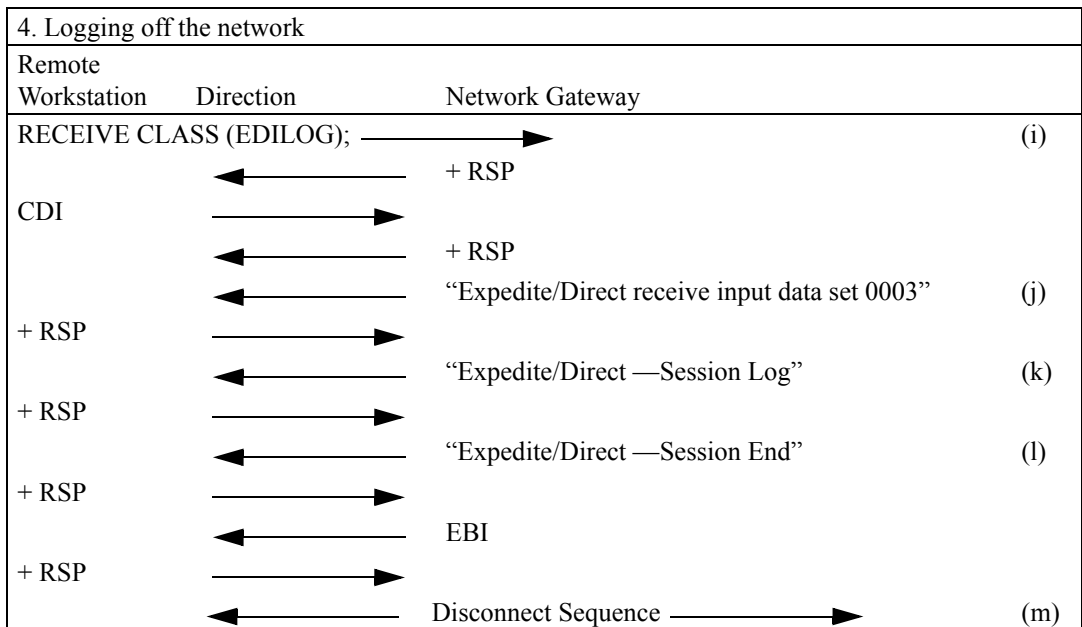 4. Logging off the network
Remote
Workstation Direction Network Gateway
RECEIVE CLASS (EDILOG); (i)
+ RSP
CDI
+ RSP
“Expedite/Direct receive input data set 0003” (j)
+ RSP
“Expedite/Direct —Session Log” (k)
+ RSP
“Expedite/Direct —Session End” (l)
+ RSP
EBI
+ RSP
Disconnect Sequence (m)